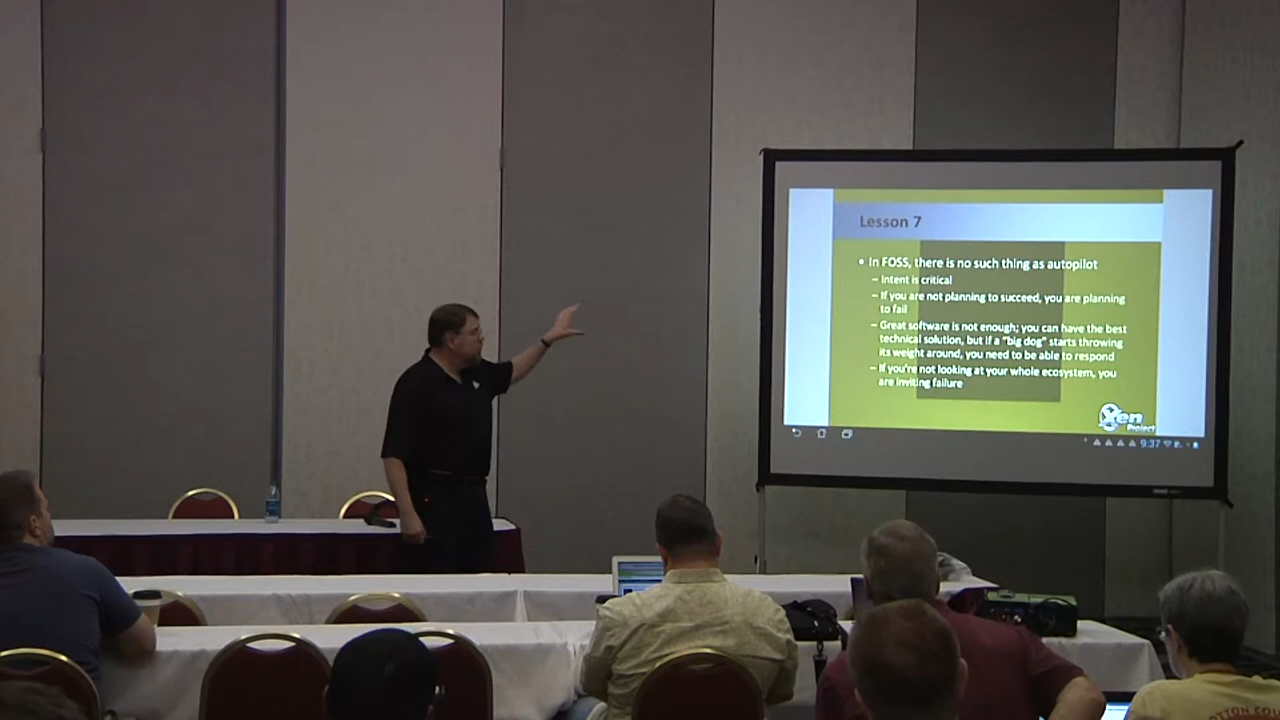 Lesson 7
• In FOSS, there is no such thing as autopilot
– Intent is critical
– If you are not planning to succeed, you are planning
to fail
– Great software is not enough; you can have the best
technical solution, but if a "big dog" starts throwing
its weight around, you need to be able to respond
– If you're not looking at your whole ecosystem, you
are inviting failure
Xen
Project
9:37